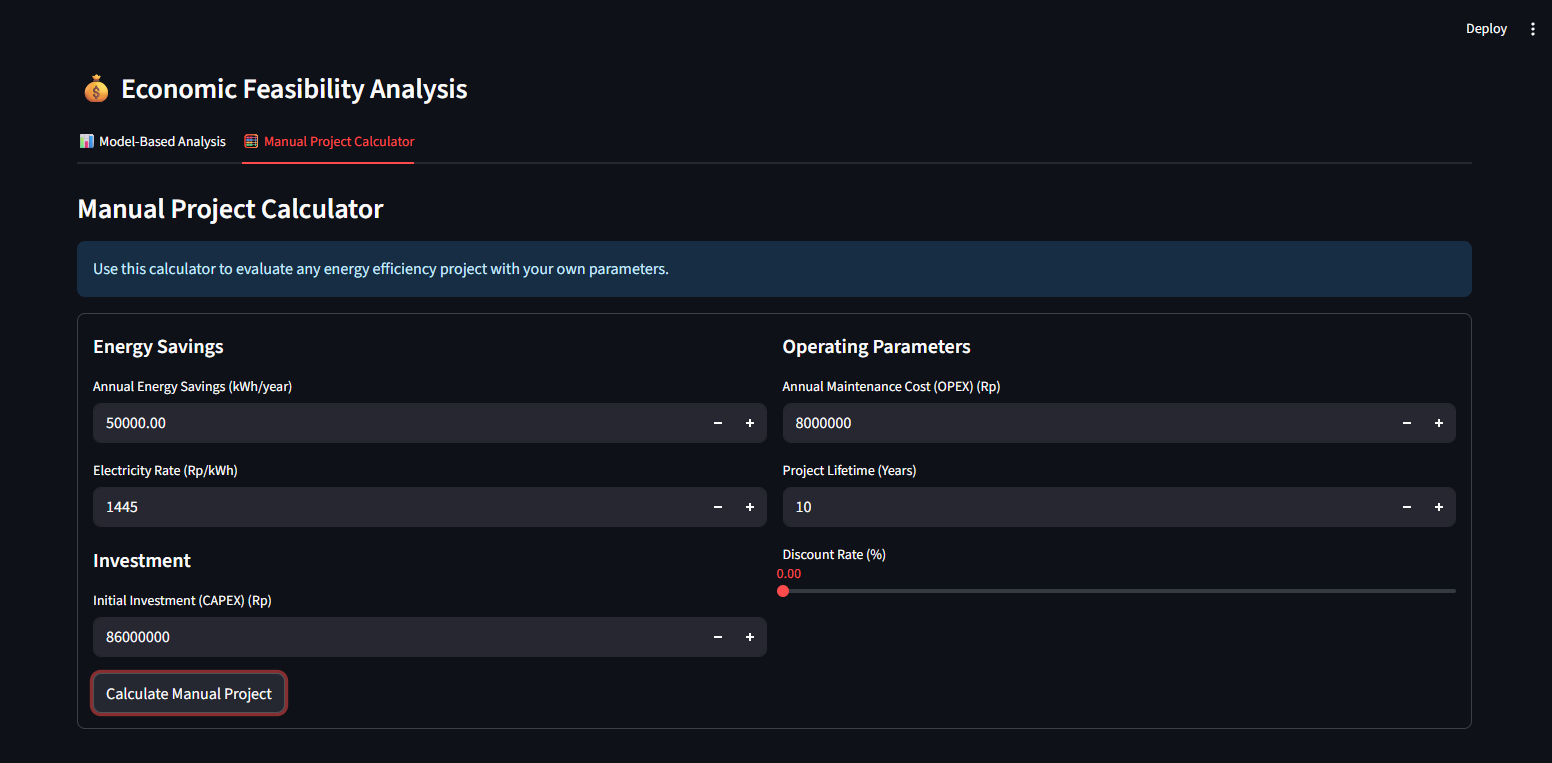 Deploy
Economic Feasibility Analysis
Model-Based Analysis
Manual Project Calculator
Manual Project Calculator
Use this calculator to evaluate any energy efficiency project with your own parameters.
Energy Savings
Annual Energy Savings (kWh/year)
50000.00
Electricity Rate (Rp/kWh)
1445
Investment
Initial Investment (CAPEX) (Rp)
86000000
Calculate Manual Project
Operating Parameters
Annual Maintenance Cost (OPEX) (Rp)
8000000
Project Lifetime (Years)
10
Discount Rate (%)
0.00